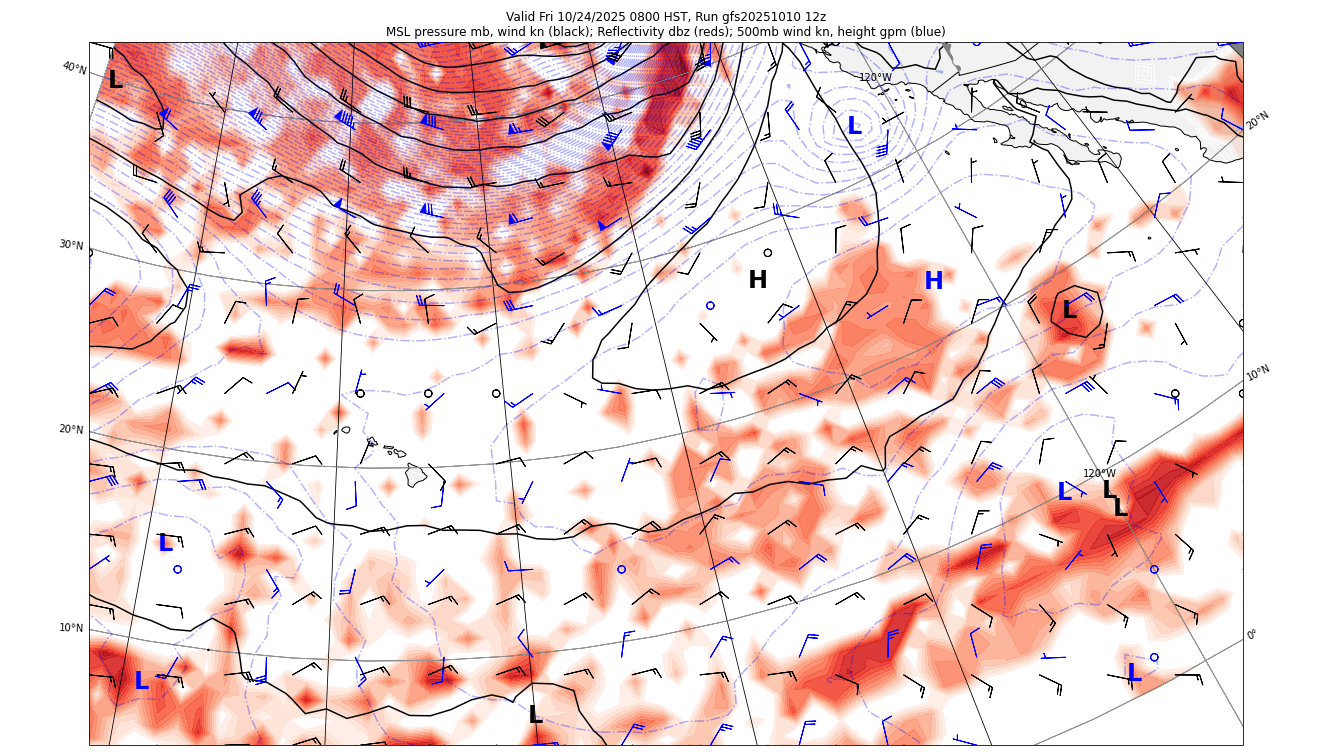 Valid Fri 10/24/2025 0800 HST, Run gfs20251010 12z
MSL pressure mb, wind kn (black); Reflectivity dbz (reds); 500mb wind kn, height gpm (blue)
40°N
L
120°W
L
20°N
30°N
H
H
L
10°N
20°N
120°W
L
L
L
L
10°N
0°
L
L
L